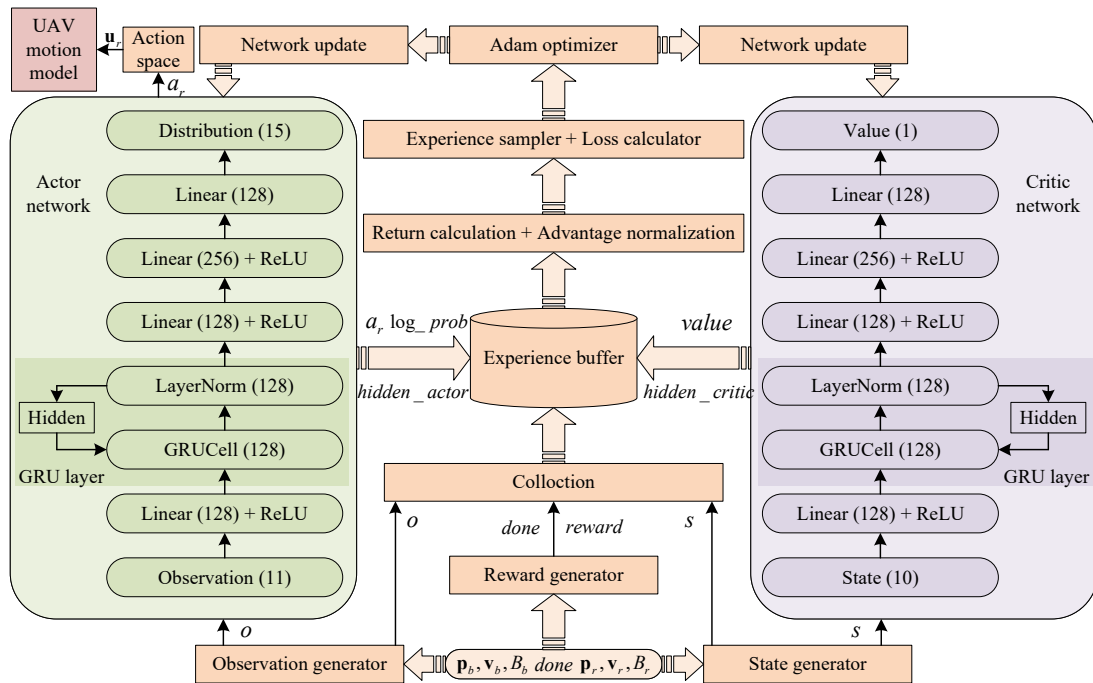 UAV
motion
model
u_r
Action
space
a_r
Network update
Adam optimizer
Network update
Actor
network
Distribution (15)
Linear (128)
Linear (256) + ReLU
Linear (128) + ReLU
LayerNorm (128)
Hidden
GRUCell (128)
GRU layer
Linear (128) + ReLU
Observation (11)
o
Observation generator
Experience sampler + Loss calculator
Return calculation + Advantage normalization
a_r log_ prob
hidden _ actor
Experience buffer
value
hidden _ critic
Colloction
o
done reward
s
Reward generator
p_b, v_b, B_b done p_r, v_r, B_r
Critic
network
Value (1)
Linear (128)
Linear (256) + ReLU
Linear (128) + ReLU
LayerNorm (128)
Hidden
GRUCell (128)
GRU layer
Linear (128) + ReLU
State (10)
s
State generator